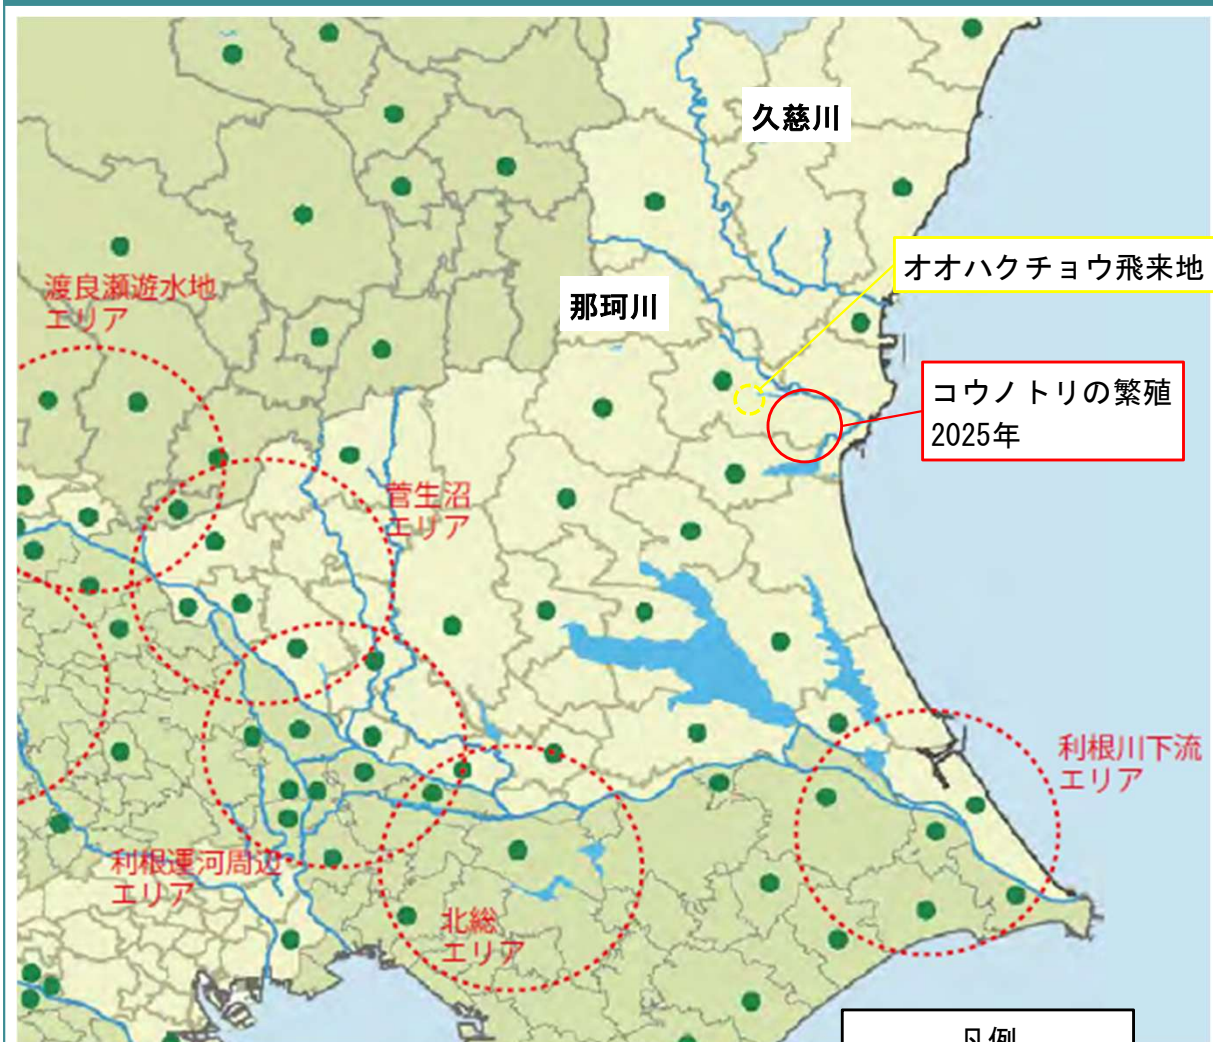 久慈川
オオハクチョウ飛来地
渡良瀬遊水地
エリア
那珂川
コウノトリの繁殖
2025年
菅生沼
エリア
利根川下流
エリア
利根運河周辺
エリア
北総
エリア
凡例